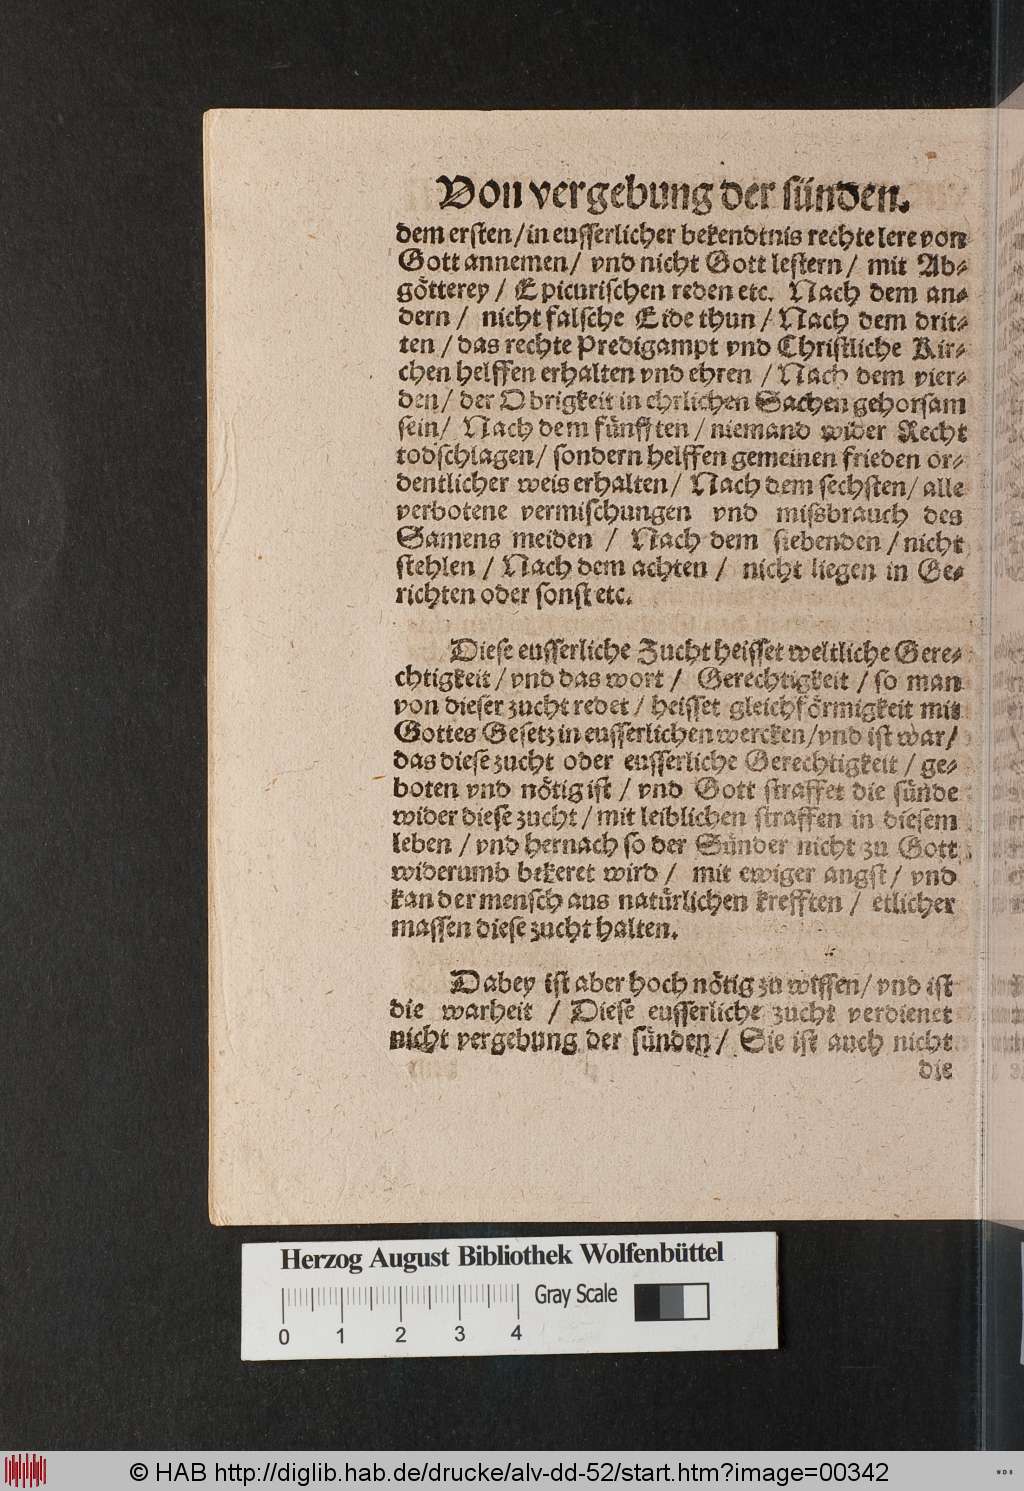 Von vergebung der sünden.
dem ersten/in eusserlicher bekendtnis rechte lere von
Gott annemen/ vnd nicht Gott lestern/ mit Ab-
götterey/ Epicurischen reden etc. Nach dem an-
dern/ nicht falsche Eide thun/Nach dem drit-
ten/das rechte Predigampt vnd Christliche Kir-
chen helffen erhalten vnd ehren/Nach dem vier-
den/ der Obrigkeit in ehrlichen Sachen gehorsam
sein/ Nach dem fünfften/niemand wider Recht
todschlagen/ sondern helffen gemeinen frieden or-
dentlicher weis erhalten/ Nach dem sechsten/ alle
verbotene vermischungen vnd missbrauch des
Samens meiden / Nach dem siebenden/nicht
stehlen/Nach dem achten/ nicht liegen in Ge-
richten oder sonst etc.
Diese eusserliche Zucht heisset weltliche Gere-
chtigkeit/vnd das wort/ Gerechtigkeit/so man
von dieser zucht redet/heisset gleichförmigkeit mit
Gottes Gesetz in eusserlichen wercken/vnd ist war/
das diese zucht oder eusserliche Gerechtigkeit/ge-
boten vnd nötig ist/vnd Gott straffet die sünde
wider diese zucht/mit leiblichen straffen in diesem
leben/vnd hernach so der Sünder nicht zu Gott
widerumb bekeret wird/ mit ewiger angst/ vnd
kan der mensch aus natürlichen krefften/ etlicher
massen diese zucht halten.
Dabey ist aber hoch nötig zu wissen/vnd ist
die warheit / Diese eusserliche zucht verdienet
nicht vergebung der sünden/ Sie ist auch nicht
die
Herzog August Bibliothek Wolfenbüttel
Gray Scale
0 1 2 3 4
© HAB http://diglib.hab.de/drucke/alv-dd-52/start.htm?image=00342
WDB